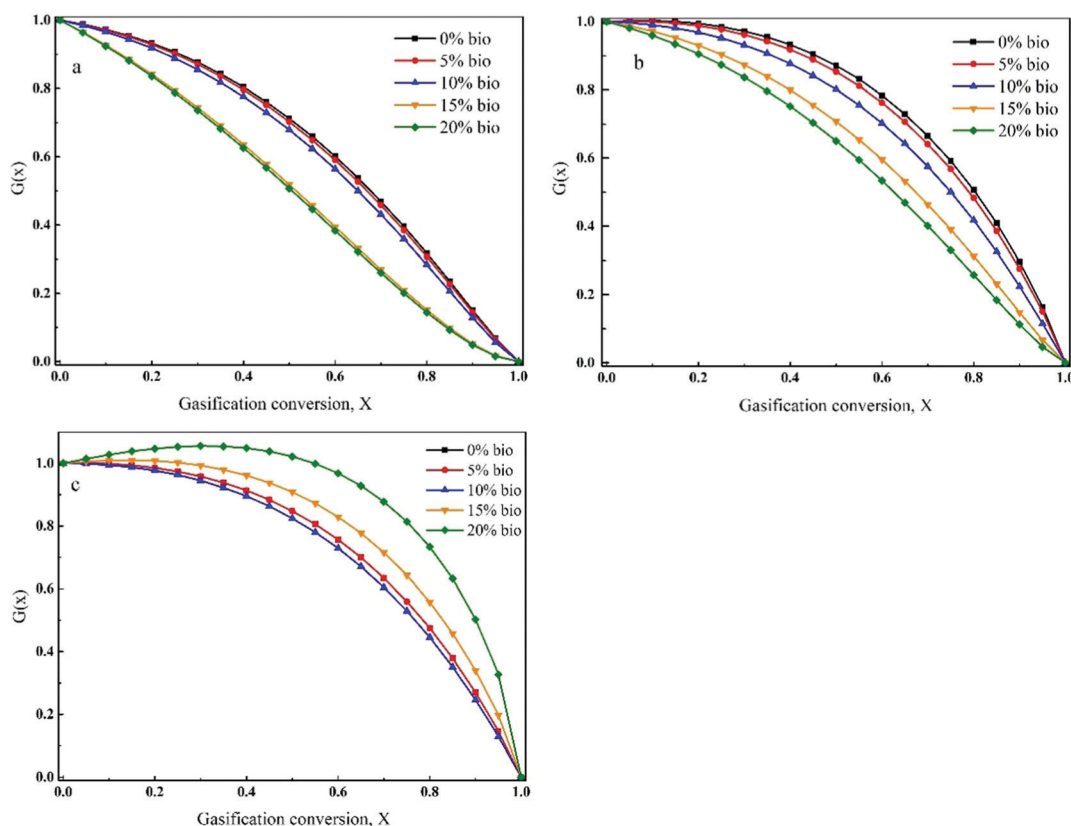 a
0% bio
5% bio
10% bio
15% bio
20% bio
G(x)
1.0
0.8
0.6
0.4
0.2
0.0
0.0 0.2 0.4 0.6 0.8 1.0
Gasification conversion, X
b
0% bio
5% bio
10% bio
15% bio
20% bio
G(x)
1.0
0.8
0.6
0.4
0.2
0.0
0.0 0.2 0.4 0.6 0.8 1.0
Gasification conversion, X
c
0% bio
5% bio
10% bio
15% bio
20% bio
G(x)
1.0
0.8
0.6
0.4
0.2
0.0
0.0 0.2 0.4 0.6 0.8 1.0
Gasification conversion, X